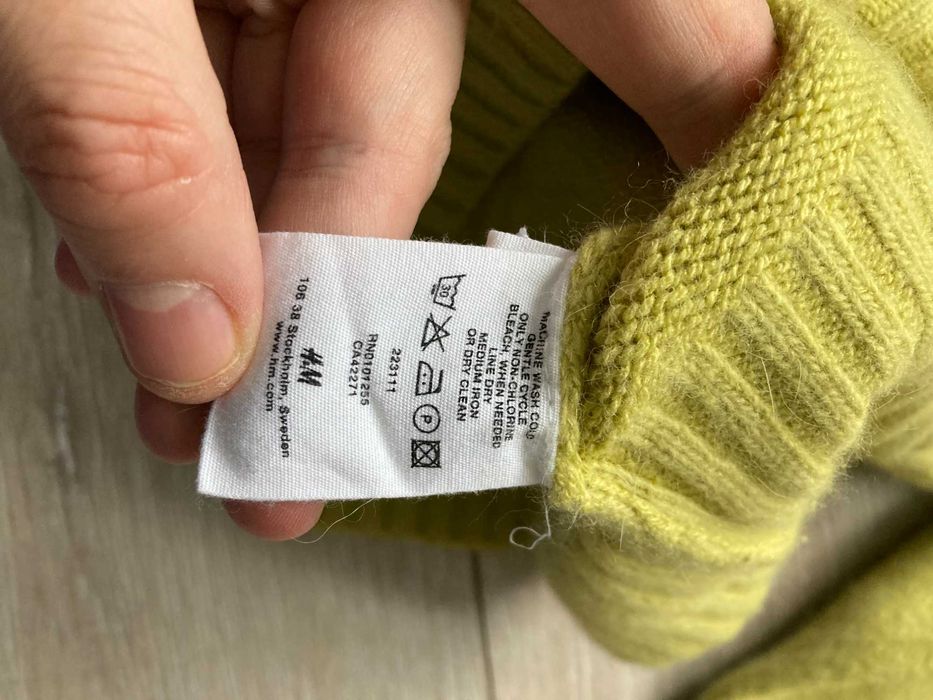 MACHINE WASH COLD
GENTLE CYCLE
ONLY NON-CHLORINE
BLEACH, WHEN NEEDED
LINE DRY
MEDIUM IRON
OR DRY CLEAN
30
P
223111
RN0101255
CA42271
H&M
106 38 Stockholm, Sweden
www.hm.com